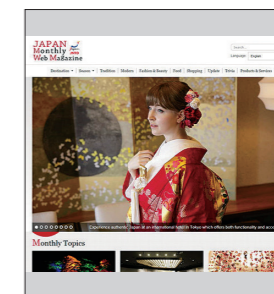 JAPAN
Monthly
Web Magazine
Search...
Language: English
Destination Season Tradition Modern Fashion & Beauty Food Shopping Update Trivia Products & Services
Experience authentic Japan at an international hotel in Tokyo which offers both functionality and
Monthly Topics